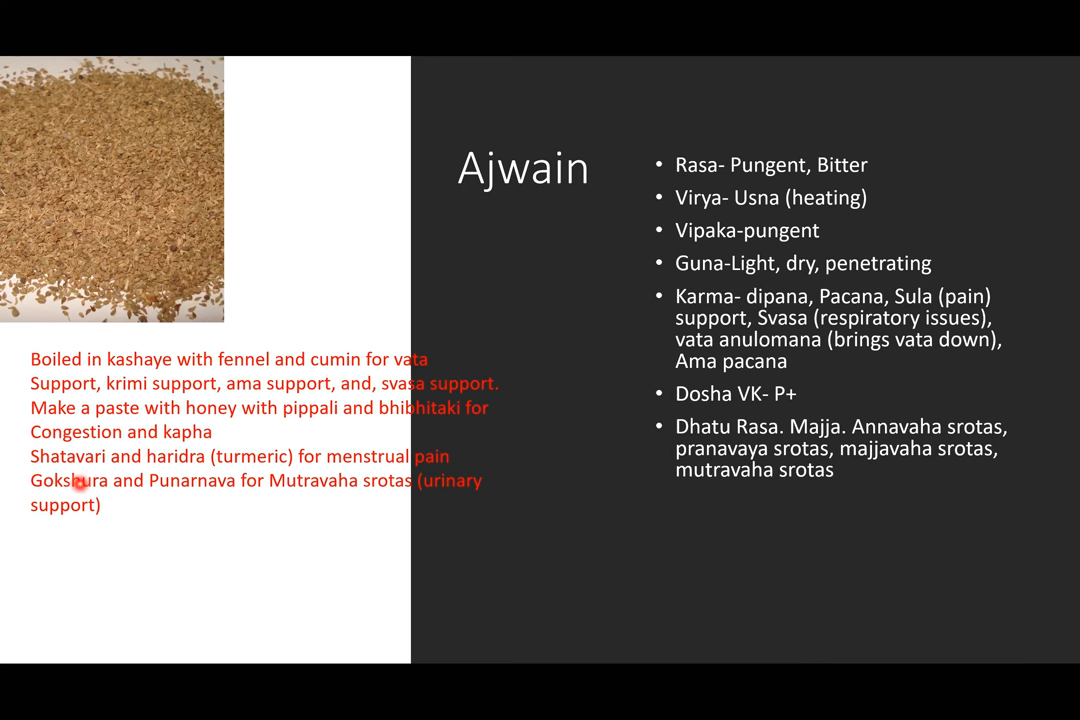 Ajwain
• Rasa- Pungent, Bitter
• Virya- Usna (heating)
• Vipaka-pungent
• Guna-Light, dry, penetrating
• Karma- dipana, Pacana, Sula (pain)
support, Svasa (respiratory issues),
vata anulomana (brings vata down),
Ama pacana
• Dosha VK- P+
• Dhatu Rasa. Majja. Annavaha srotas,
pranavaya srotas, majjavaha srotas,
mutravaha srotas
Boiled in kashaye with fennel and cumin for vata
Support, krimi support, ama support, and, svasa support.
Make a paste with honey with pippali and bhibhitaki for
Congestion and kapha
Shatavari and haridra (turmeric) for menstrual pain
Gokshura and Punarnava for Mutravaha srotas (urinary
support)